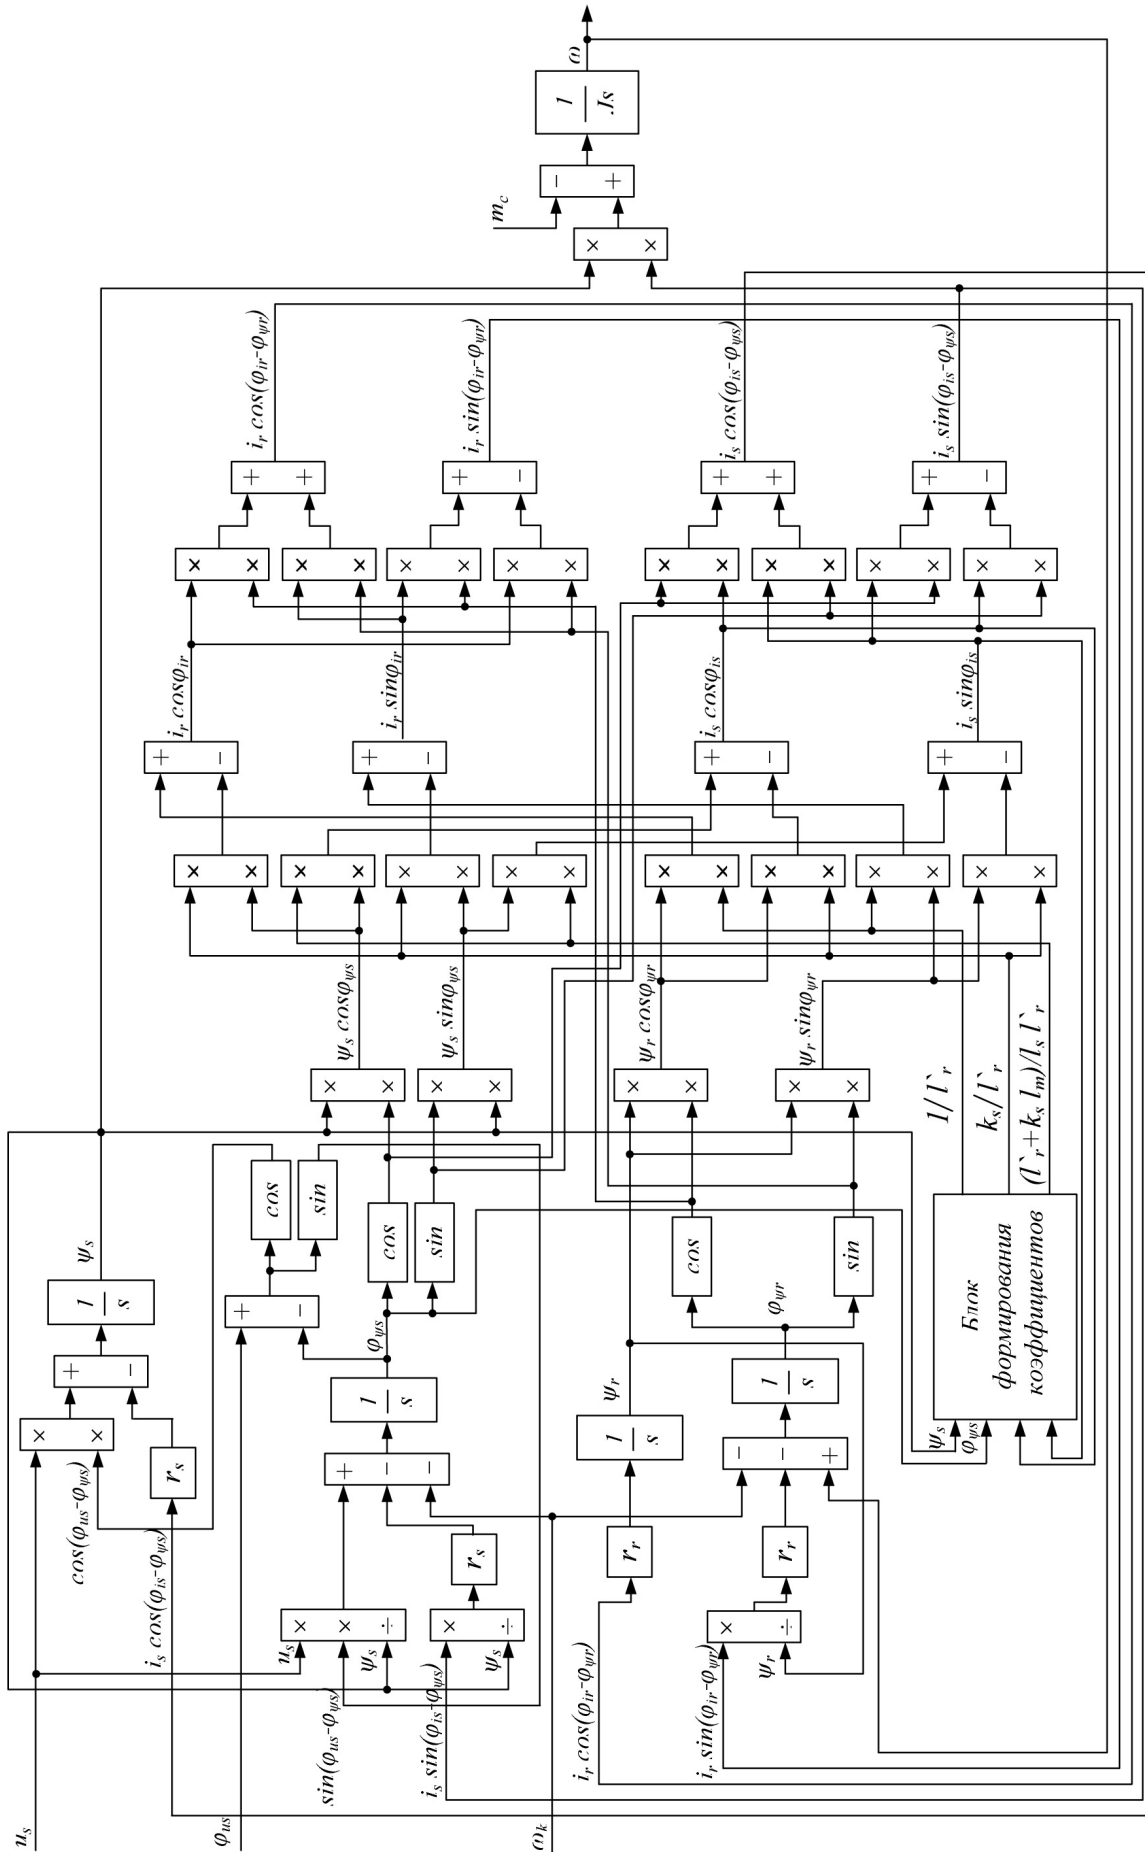 u_s
×
×
cos(φ_us-φ_ψs)
i_s cos(φ_is-φ_ψs)
r_s
+
−
1
s
ψ_s
φ_us
+
−
cos
sin
u_s
×
×
÷
sin(φ_us-φ_ψs)
ψ_s
+
−
−
1
s
φ_ψs
cos
sin
i_s sin(φ_is-φ_ψs)
ψ_s
×
÷
r_s
ω_k
×
×
ψ_s cosφ_ψs
×
×
ψ_s sinφ_ψs
×
×
×
×
×
×
×
×
+
−
i_r cosφ_ir
+
−
i_r sinφ_ir
×
×
×
×
×
×
×
×
+
+
i_r cos(φ_ir-φ_ψr)
+
−
i_r sin(φ_ir-φ_ψr)
m_c
×
×
−
+
1
Js
ω
i_r cos(φ_ir-φ_ψr)
r_r
1
s
ψ_r
i_r sin(φ_ir-φ_ψr)
ψ_r
×
÷
r_r
−
−
+
1
s
φ_ψr
cos
sin
×
×
ψ_r cosφ_ψr
×
×
ψ_r sinφ_ψr
×
×
×
×
×
×
×
×
+
−
i_s cosφ_is
+
−
i_s sinφ_is
×
×
×
×
×
×
×
×
+
+
i_s cos(φ_is-φ_ψs)
+
−
i_s sin(φ_is-φ_ψs)
ψ_s
φ_ψs
Блок
формирования
коэффициентов
1/l`_r
k_s/l`_r
(l`_r+k_s l_m)/l_s l`_r